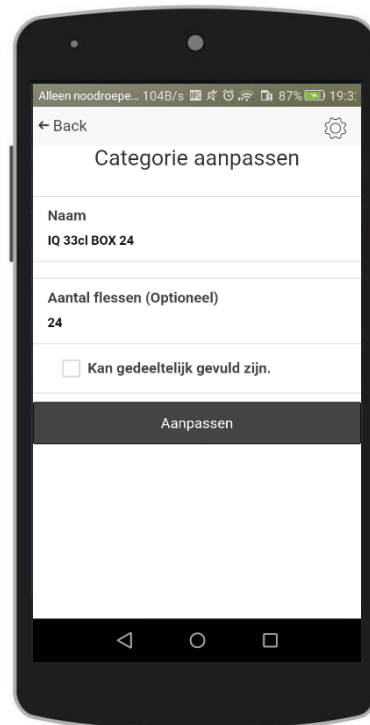 Alleen noodroepe... 104B/s NFC 87% 19:3
← Back
Categorie aanpassen
Naam
IQ 33cl BOX 24
Aantal flessen (Optioneel)
24
Kan gedeeltelijk gevuld zijn.
Aanpassen